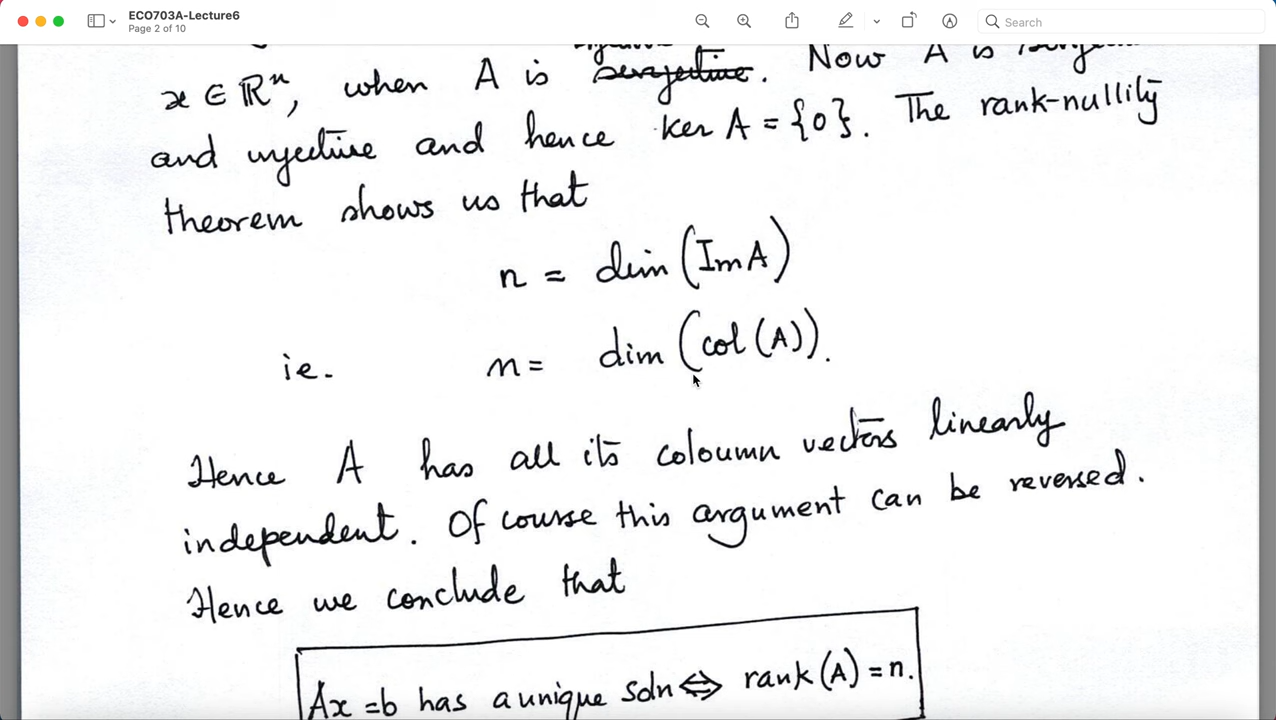 ECO703A-Lecture6
Page 2 of 10
Search
x ∈ ℝⁿ, when A is surjective. Now A is
and injective and hence ker A = {0}. The rank-nullity
theorem shows us that
n = dim (Im A)
ie. n = dim (col (A)).
Hence A has all its coloumn vectors linearly
independent. Of course this argument can be reversed.
Hence we conclude that
Ax = b has a unique soln ⇔ rank (A) = n.